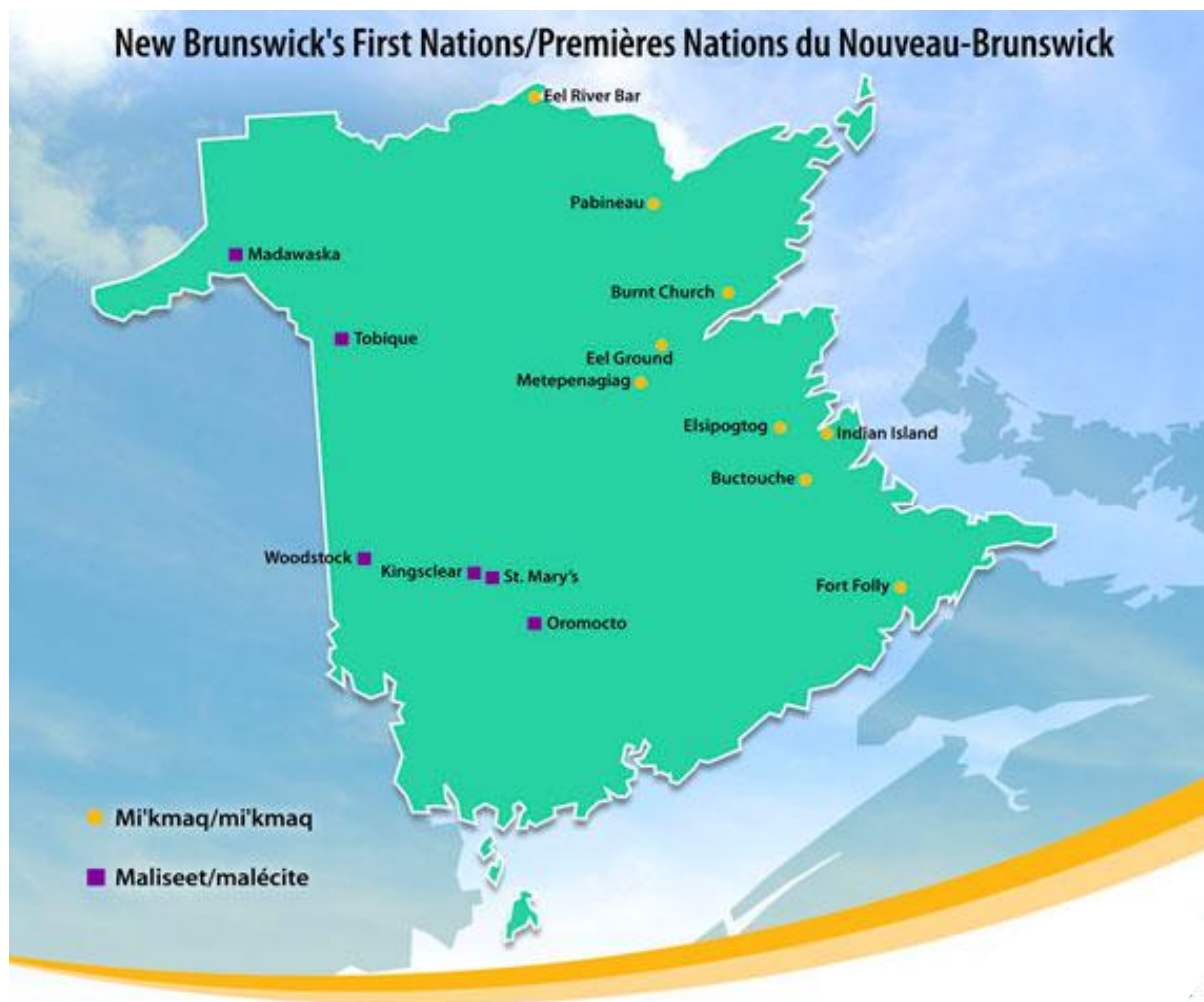 New Brunswick's First Nations/Premières Nations du Nouveau-Brunswick
Eel River Bar
Pabineau
Madawaska
Burnt Church
Tobique
Eel Ground
Metepenagiag
Elsipogtog
Indian Island
Buctouche
Woodstock
Kingsclear
St. Mary's
Fort Folly
Oromocto
Mi'kmaq/mi'kmaq
Maliseet/malécite